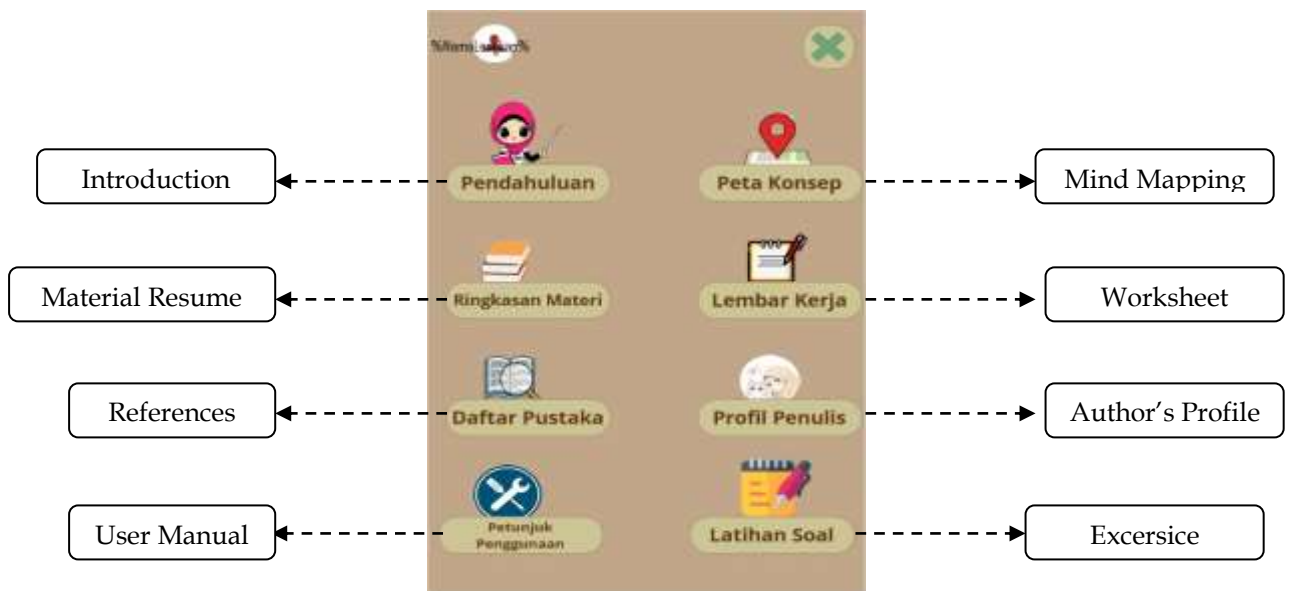 Introduction
Pendahuluan
Peta Konsep
Mind Mapping
Material Resume
Ringkasan Materi
Lembar Kerja
Worksheet
References
Daftar Pustaka
Profil Penulis
Author’s Profile
User Manual
Petunjuk
Penggunaan
Latihan Soal
Excersice